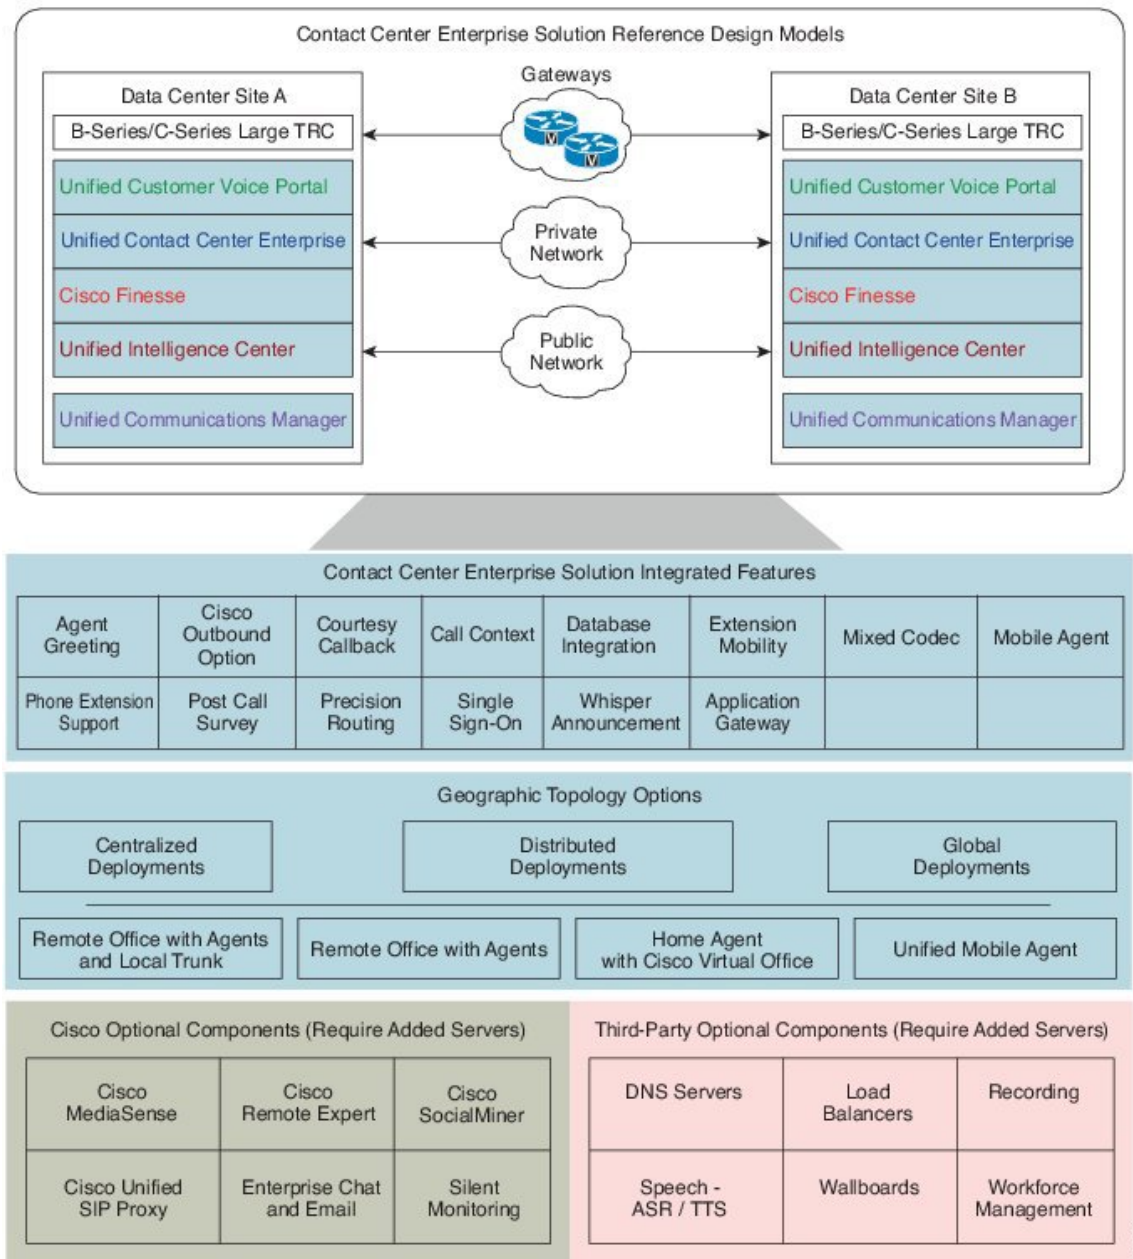 Contact Center Enterprise Solution Reference Design Models
Gateways
Data Center Site A
B-Series/C-Series Large TRC
Unified Customer Voice Portal
Unified Contact Center Enterprise
Cisco Finesse
Unified Intelligence Center
Unified Communications Manager
V
V
Private
Network
Public
Network
Data Center Site B
B-Series/C-Series Large TRC
Unified Customer Voice Portal
Unified Contact Center Enterprise
Cisco Finesse
Unified Intelligence Center
Unified Communications Manager
Contact Center Enterprise Solution Integrated Features
Agent
Greeting
Cisco
Outbound
Option
Courtesy
Callback
Call Context
Database
Integration
Extension
Mobility
Mixed Codec
Mobile Agent
Phone Extension
Support
Post Call
Survey
Precision
Routing
Single
Sign-On
Whisper
Announcement
Application
Gateway
Geographic Topology Options
Centralized
Deployments
Distributed
Deployments
Global
Deployments
Remote Office with Agents
and Local Trunk
Remote Office with Agents
Home Agent
with Cisco Virtual Office
Unified Mobile Agent
Cisco Optional Components (Require Added Servers)
Cisco
MediaSense
Cisco
Remote Expert
Cisco
SocialMiner
Cisco Unified
SIP Proxy
Enterprise Chat
and Email
Silent
Monitoring
Third-Party Optional Components (Require Added Servers)
DNS Servers
Load
Balancers
Recording
Speech -
ASR / TTS
Wallboards
Workforce
Management